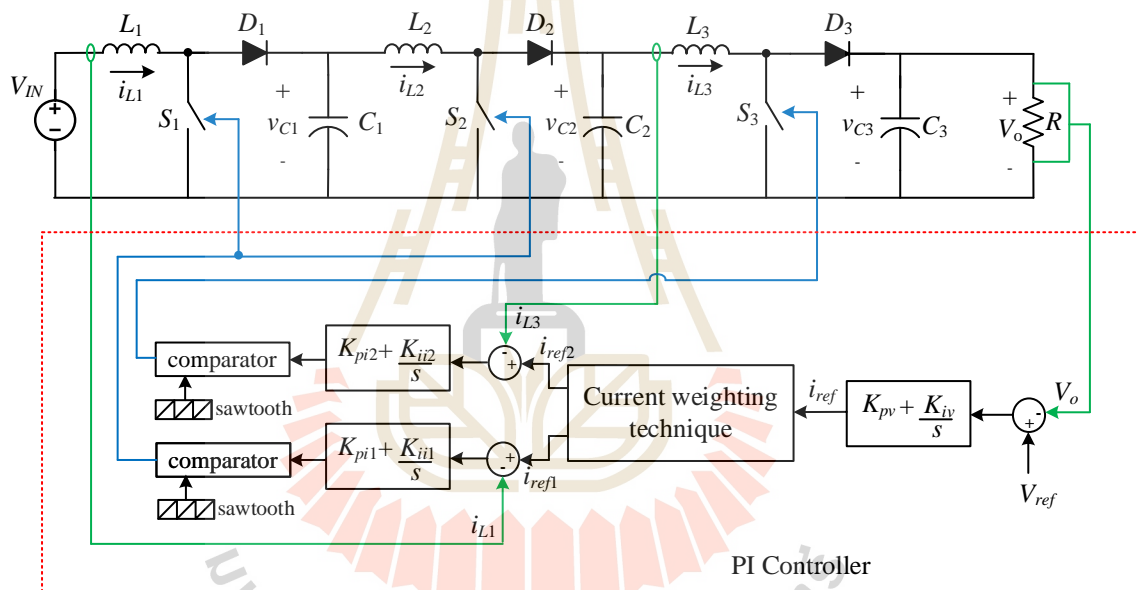 L1 D1 L2 D2 L3 D3
VIN iL1 S1 + vC1 - C1 iL2 S2 + vC2 - C2 iL3 S3 + vC3 - C3 + Vo - R
iL3
comparator Kpi2 + Kii2/s - + iref2
sawtooth
Current weighting
technique
iref Kpv + Kiv/s - + Vo
Vref
comparator Kpi1 + Kii1/s + - iref1
sawtooth
iL1
PI Controller